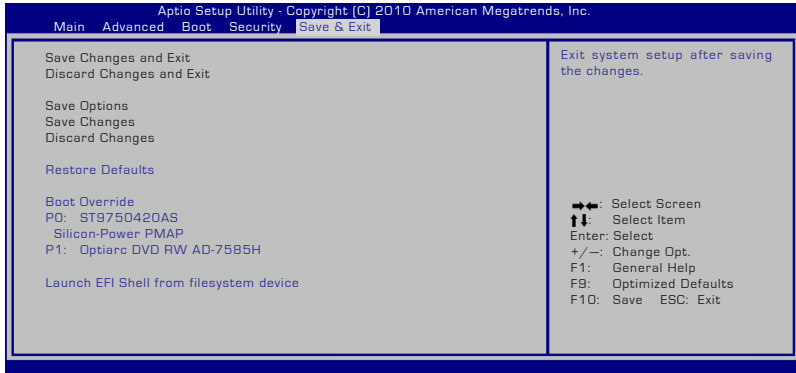 Aptio Setup Utility - Copyright (C) 2010 American Megatrends, Inc.
Main Advanced Boot Security Save & Exit
Save Changes and Exit
Discard Changes and Exit
Save Options
Save Changes
Discard Changes
Restore Defaults
Boot Override
P0: ST9750420AS
Silicon-Power PMAP
P1: Optiarc DVD RW AD-7585H
Launch EFI Shell from filesystem device
Exit system setup after saving
the changes.
→←: Select Screen
↑↓: Select Item
Enter: Select
+/—: Change Opt.
F1: General Help
F9: Optimized Defaults
F10: Save ESC: Exit